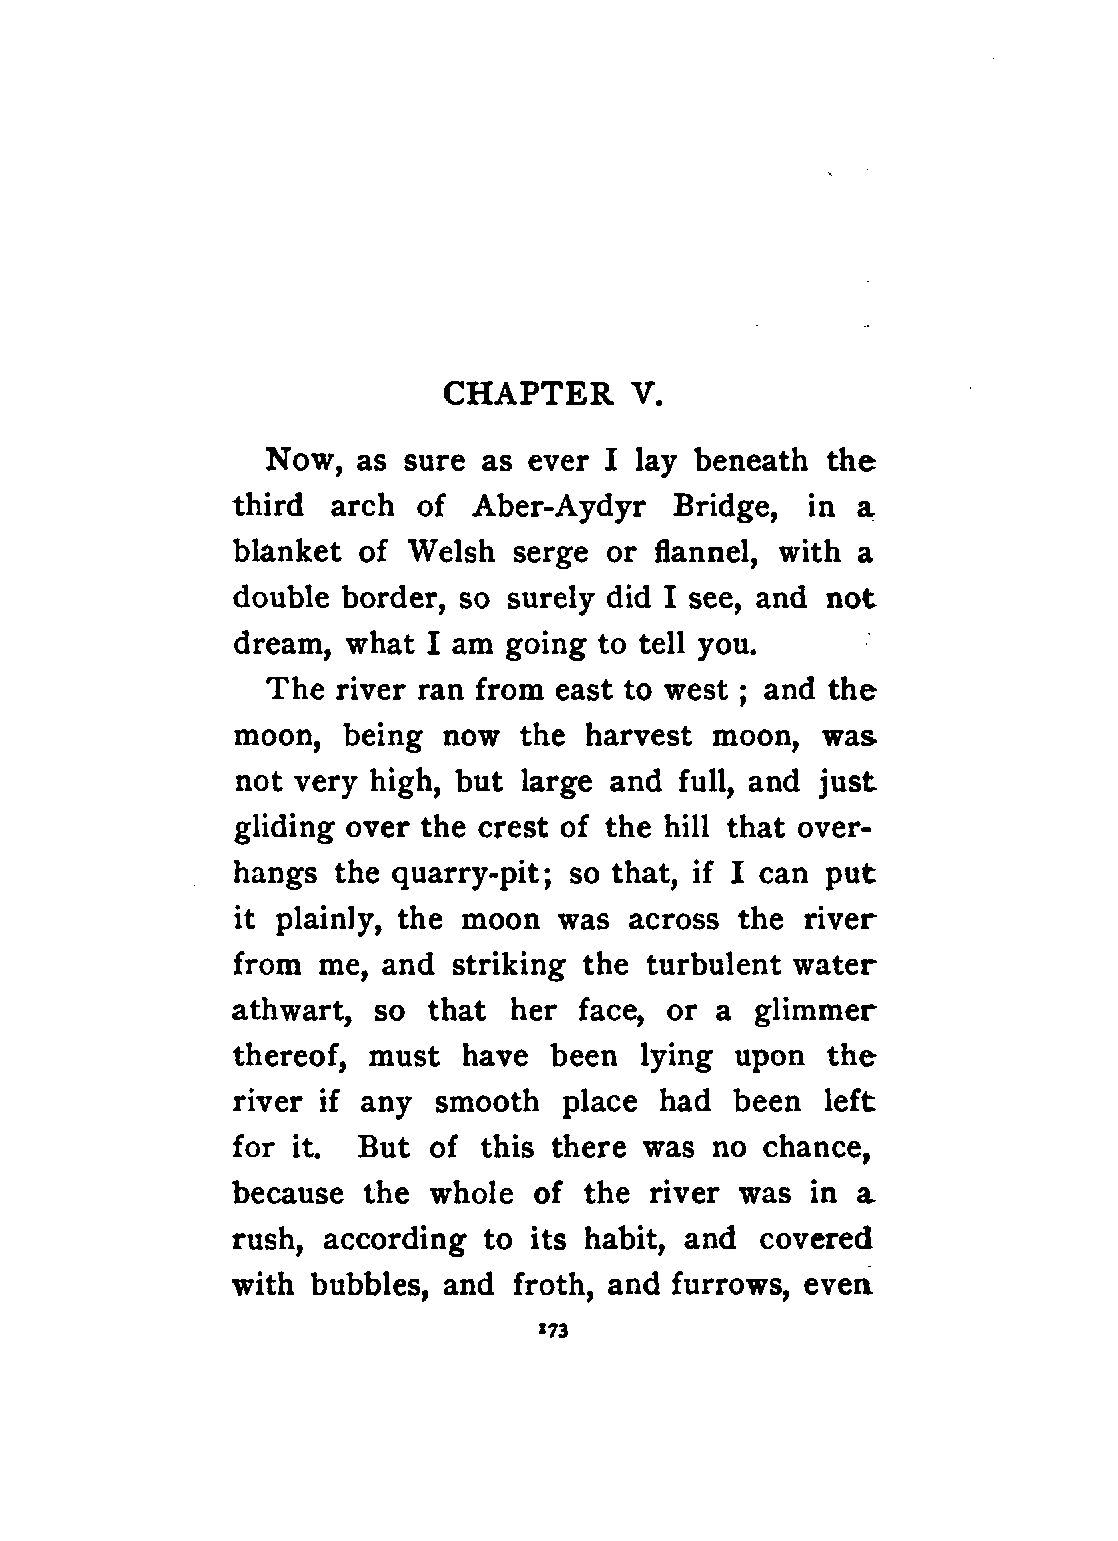 CHAPTER V.
Now, as sure as ever I lay beneath the
third arch of Aber-Aydyr Bridge, in a
blanket of Welsh serge or flannel, with a
double border, so surely did I see, and not
dream, what I am going to tell you.
The river ran from east to west ; and the
moon, being now the harvest moon, was
not very high, but large and full, and just
gliding over the crest of the hill that over-
hangs the quarry-pit; so that, if I can put
it plainly, the moon was across the river
from me, and striking the turbulent water
athwart, so that her face, or a glimmer
thereof, must have been lying upon the
river if any smooth place had been left
for it. But of this there was no chance,
because the whole of the river was in a
rush, according to its habit, and covered
with bubbles, and froth, and furrows, even
173